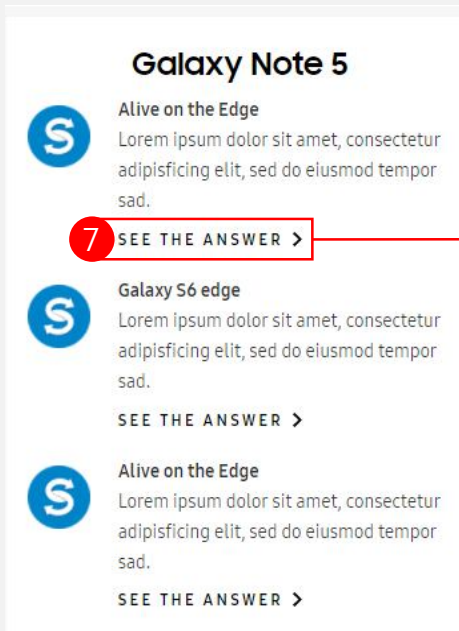 Galaxy Note 5
Alive on the Edge
Lorem ipsum dolor sit amet, consectetur
adipisficing elit, sed do eiusmod tempor
sad.
7 SEE THE ANSWER >
Galaxy S6 edge
Lorem ipsum dolor sit amet, consectetur
adipisficing elit, sed do eiusmod tempor
sad.
SEE THE ANSWER >
Alive on the Edge
Lorem ipsum dolor sit amet, consectetur
adipisficing elit, sed do eiusmod tempor
sad.
SEE THE ANSWER >